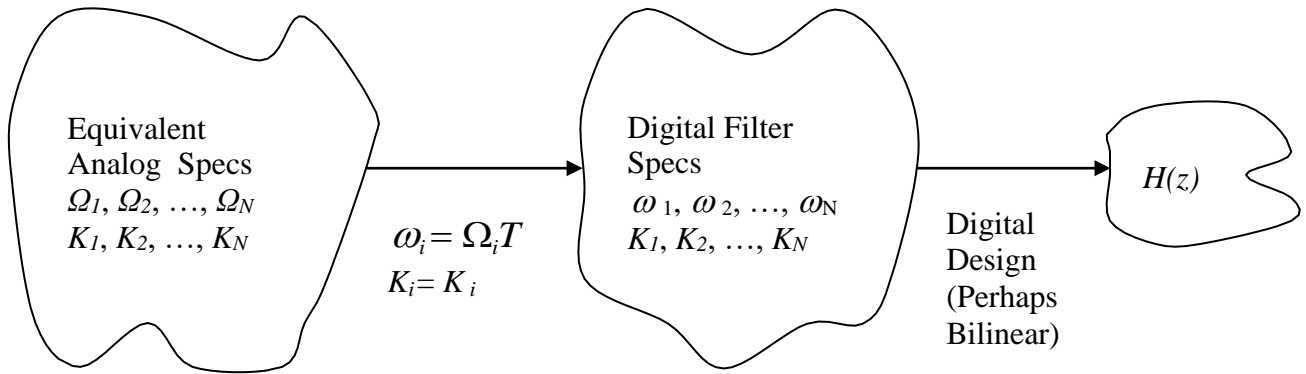 Equivalent
Analog Specs
Ω1, Ω2, …, ΩN
K1, K2, …, KN
ωi = ΩiT
Ki = Ki
Digital Filter
Specs
ω 1, ω 2, …, ωN
K1, K2, …, KN
Digital
Design
(Perhaps
Bilinear)
H(z)